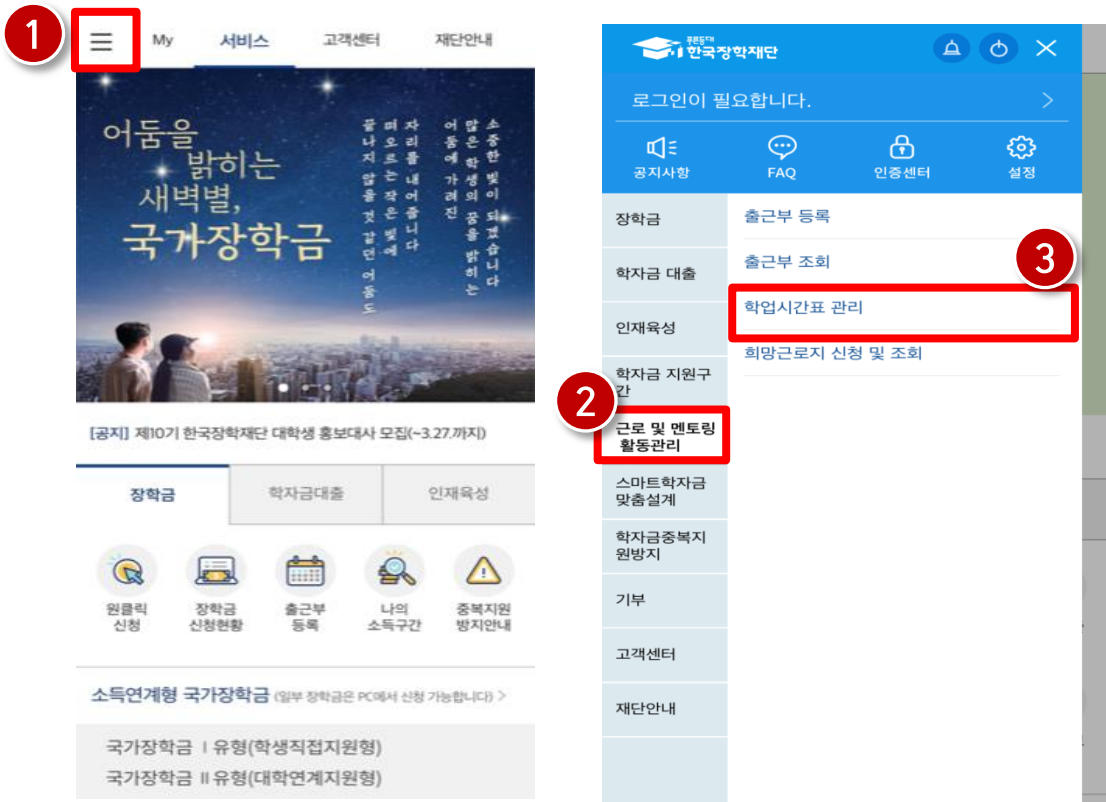 1
My 서비스 고객센터 재단안내
어둠을
밝히는
새벽별,
국가장학금
소중한 빛이 되겠습니다
많은 학생의 꿈을 밝히는
어둠에 가려진
자리를 내어줍니다
떠오르는 작은 빛에
끝나지 않을 것 같던 어둠도
[공지] 제10기 한국장학재단 대학생 홍보대사 모집(~3.27.까지)
장학금 학자금대출 인재육성
원클릭
신청
장학금
신청현황
출근부
등록
나의
소득구간
중복지원
방지안내
소득연계형 국가장학금 (일부 장학금은 PC에서 신청 가능합니다) >
국가장학금 Ⅰ유형(학생직접지원형)
국가장학금 Ⅱ유형(대학연계지원형)
푸른등대
한국장학재단
로그인이 필요합니다.
공지사항 FAQ 인증센터 설정
장학금
학자금 대출
인재육성
학자금 지원구
간
2
근로 및 멘토링
활동관리
스마트학자금
맞춤설계
학자금중복지
원방지
기부
고객센터
재단안내
출근부 등록
출근부 조회
3
학업시간표 관리
희망근로지 신청 및 조회